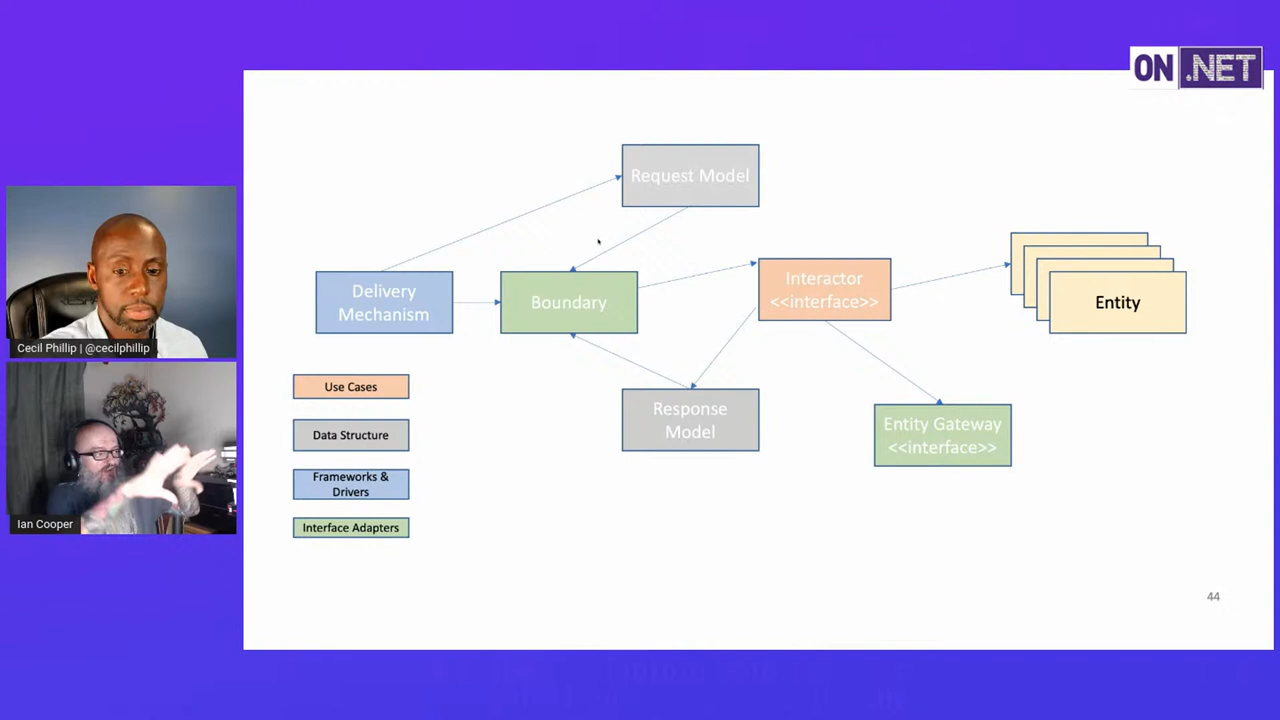 ON .NET
Request Model
Delivery
Mechanism
Boundary
Interactor
<<interface>>
Entity
Response
Model
Entity Gateway
<<interface>>
Use Cases
Data Structure
Frameworks &
Drivers
Interface Adapters
44
Cecil Phillip | @cecilphillip
Ian Cooper